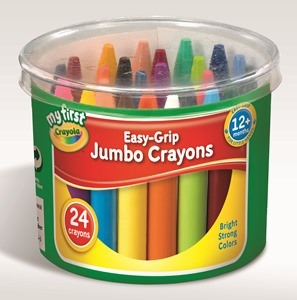 my first
Crayola
Easy-Grip
Jumbo Crayons
12+
months
24
crayons
Bright
Strong
Colors